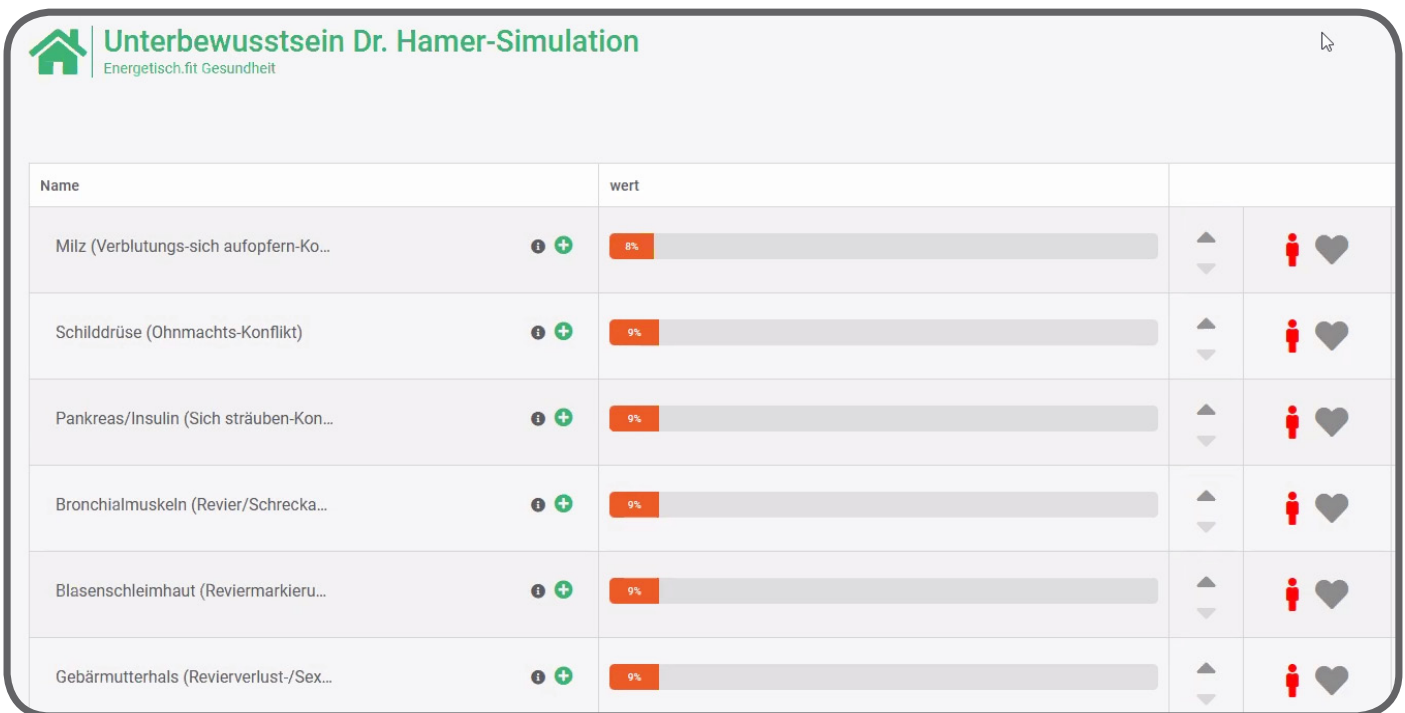 Unterbewusstsein Dr. Hamer-Simulation
Energetisch.fit Gesundheit
Name
wert
Milz (Verblutungs-sich aufopfern-Ko...
8%
Schilddrüse (Ohnmachts-Konflikt)
9%
Pankreas/Insulin (Sich sträuben-Kon...
9%
Bronchialmuskeln (Revier/Schrecka...
9%
Blasenschleimhaut (Reviermarkieru...
9%
Gebärmutterhals (Revierverlust-/Sex...
9%